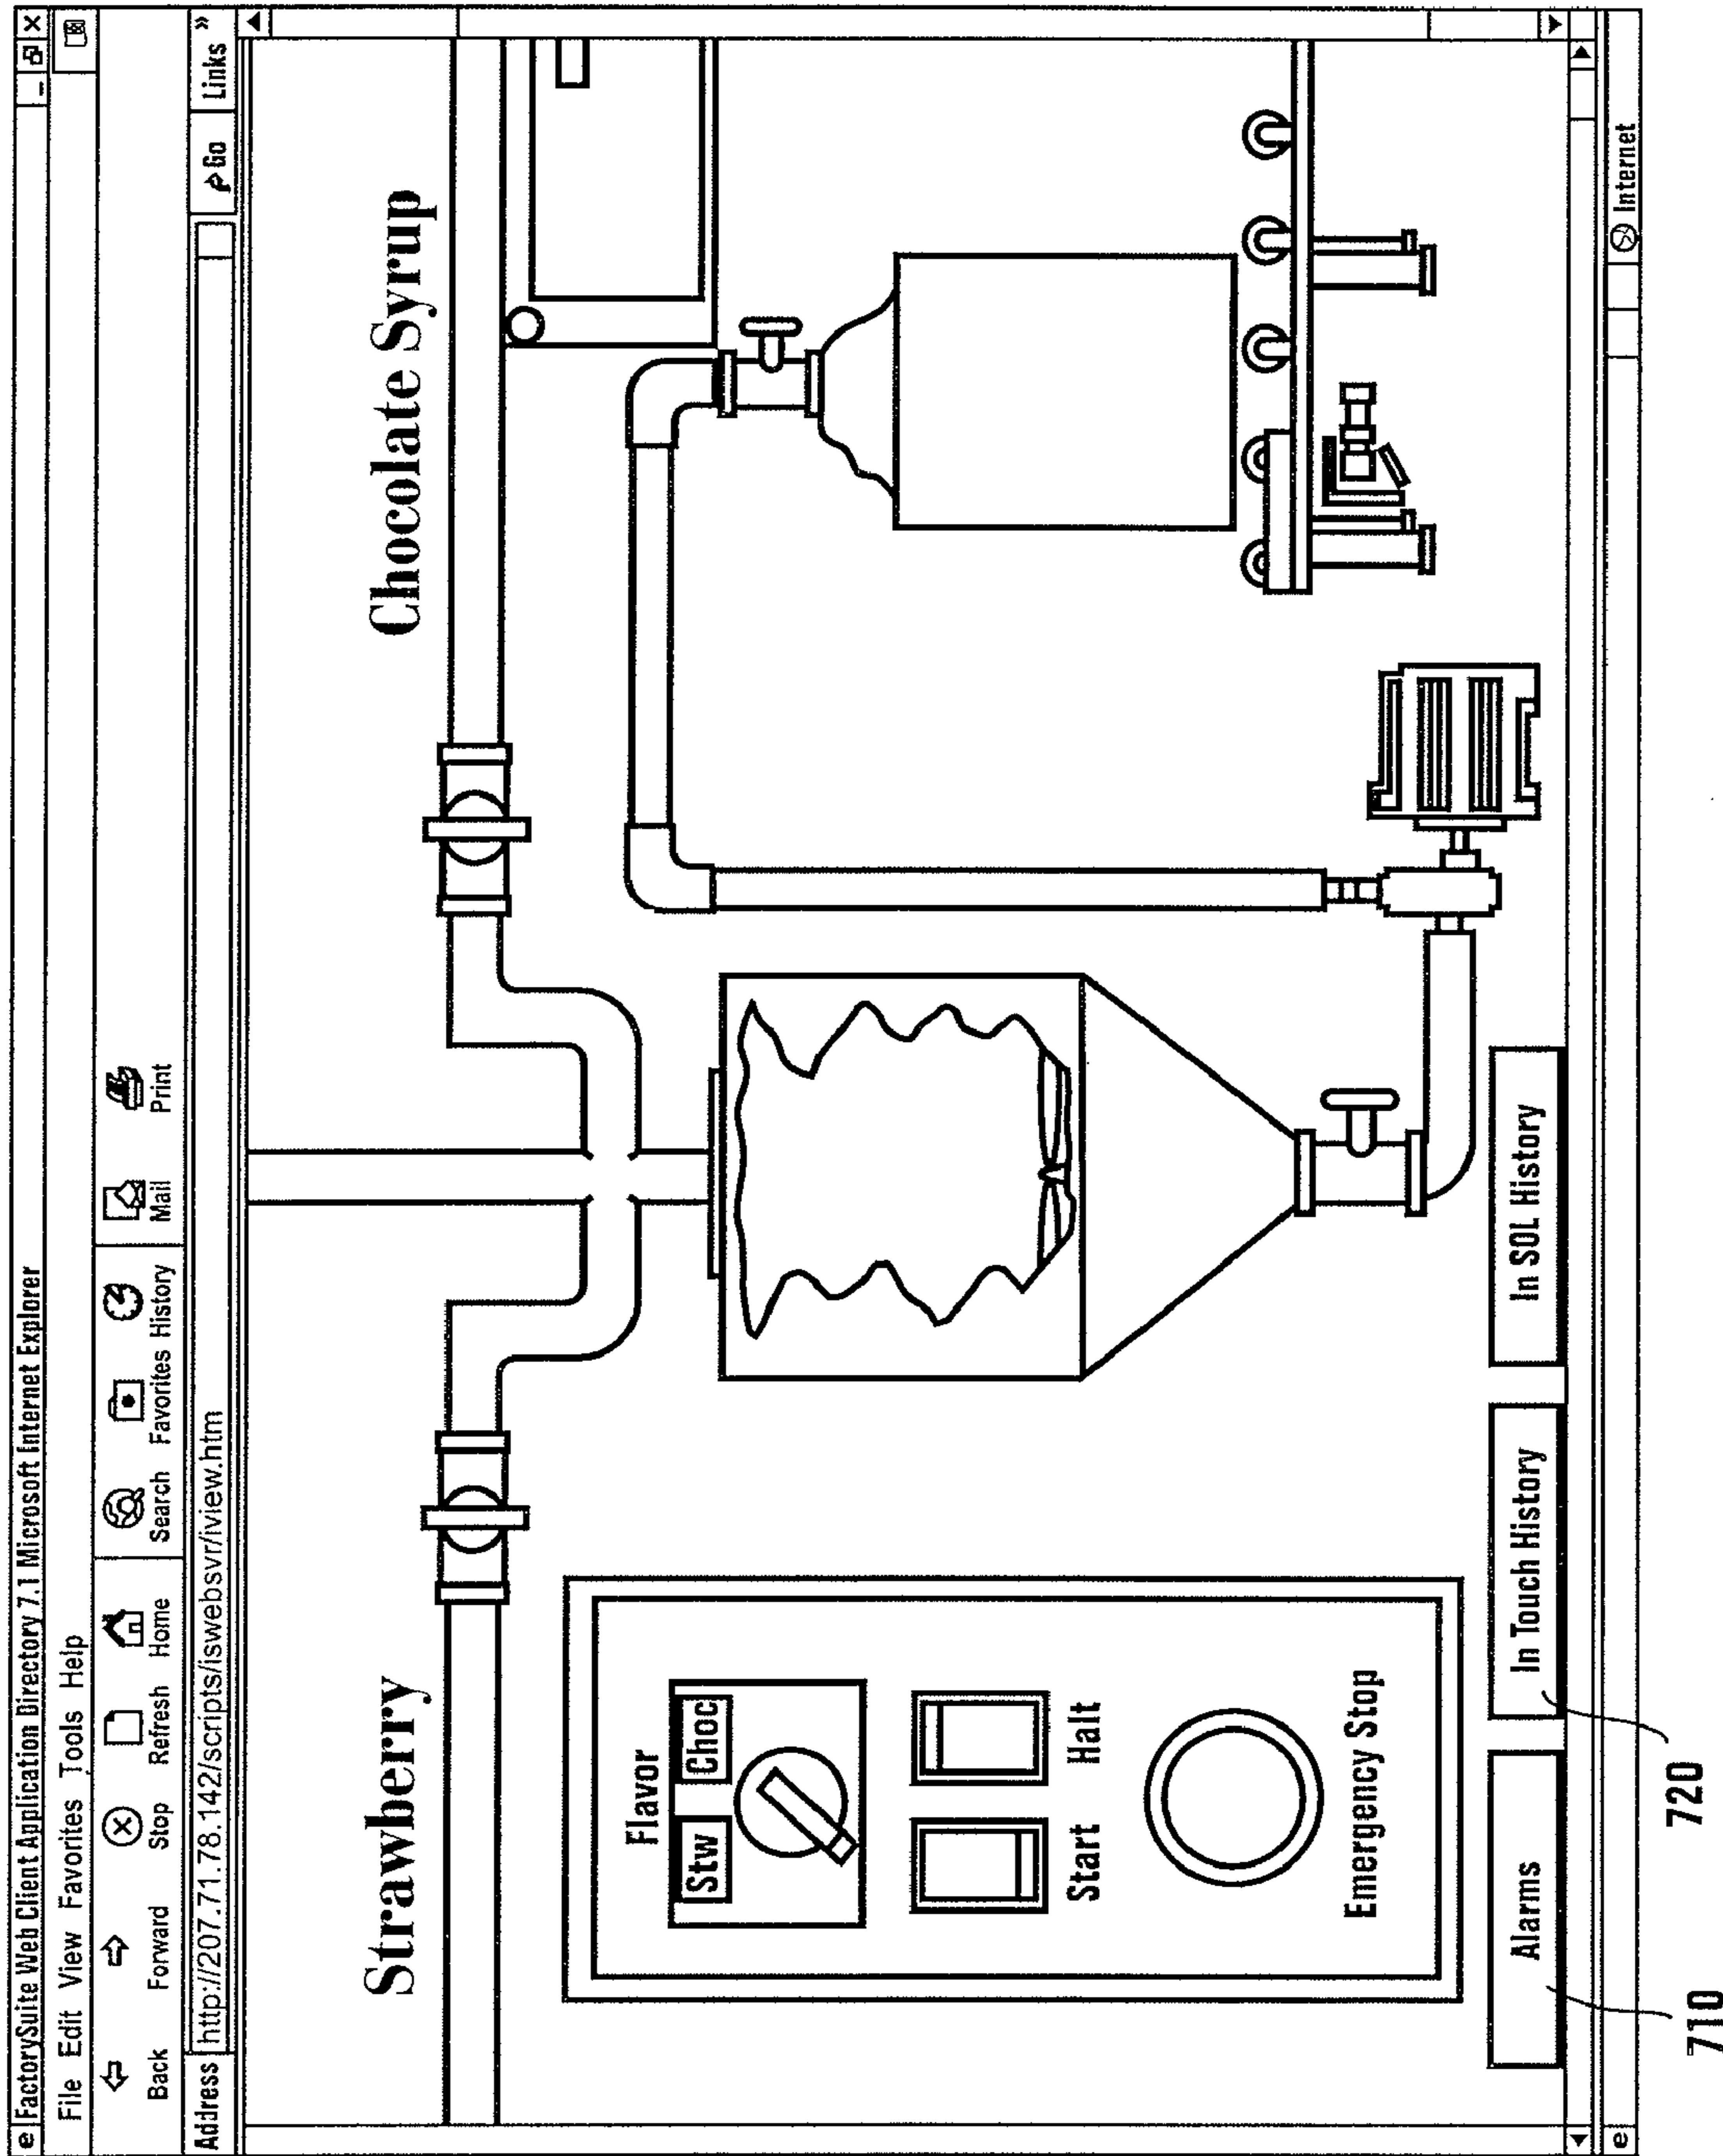 FactorySuite Web Client Application Directory 7.1 Microsoft Internet Explorer
File Edit View Favorites Tools Help
Back Forward Stop Refresh Home Search Favorites History Mail Print
Address http://207.71.78.142/scripts/iswebsvr/iview.htm Go Links »
Strawberry
Chocolate Syrup
Flavor
Stw Choc
Start Halt
Emergency Stop
Alarms In Touch History In SQL History
Internet
710
720